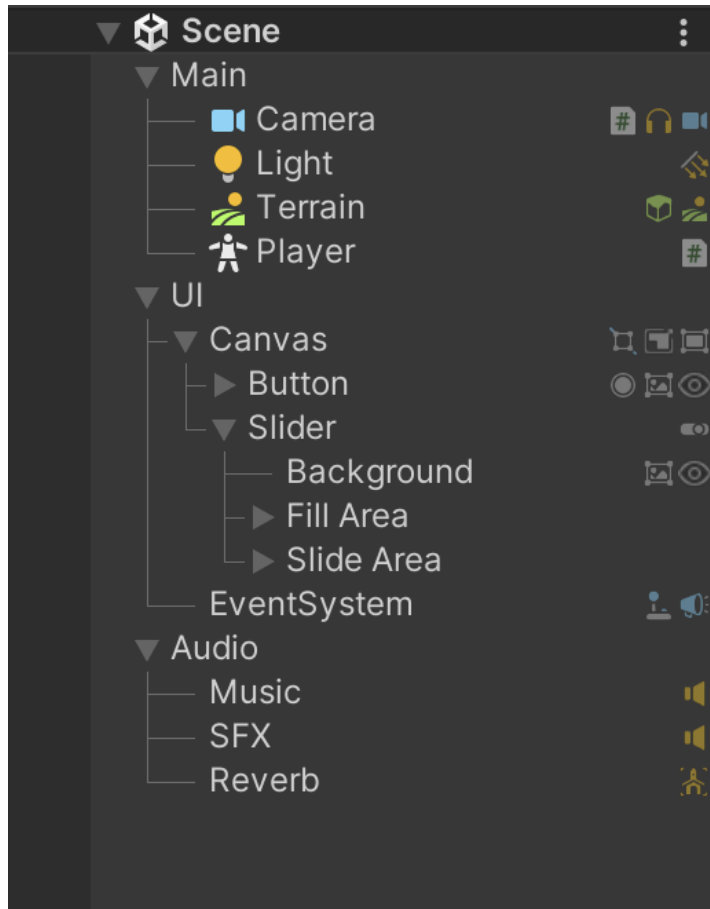 Scene
Main
Camera
Light
Terrain
Player
UI
Canvas
Button
Slider
Background
Fill Area
Slide Area
EventSystem
Audio
Music
SFX
Reverb